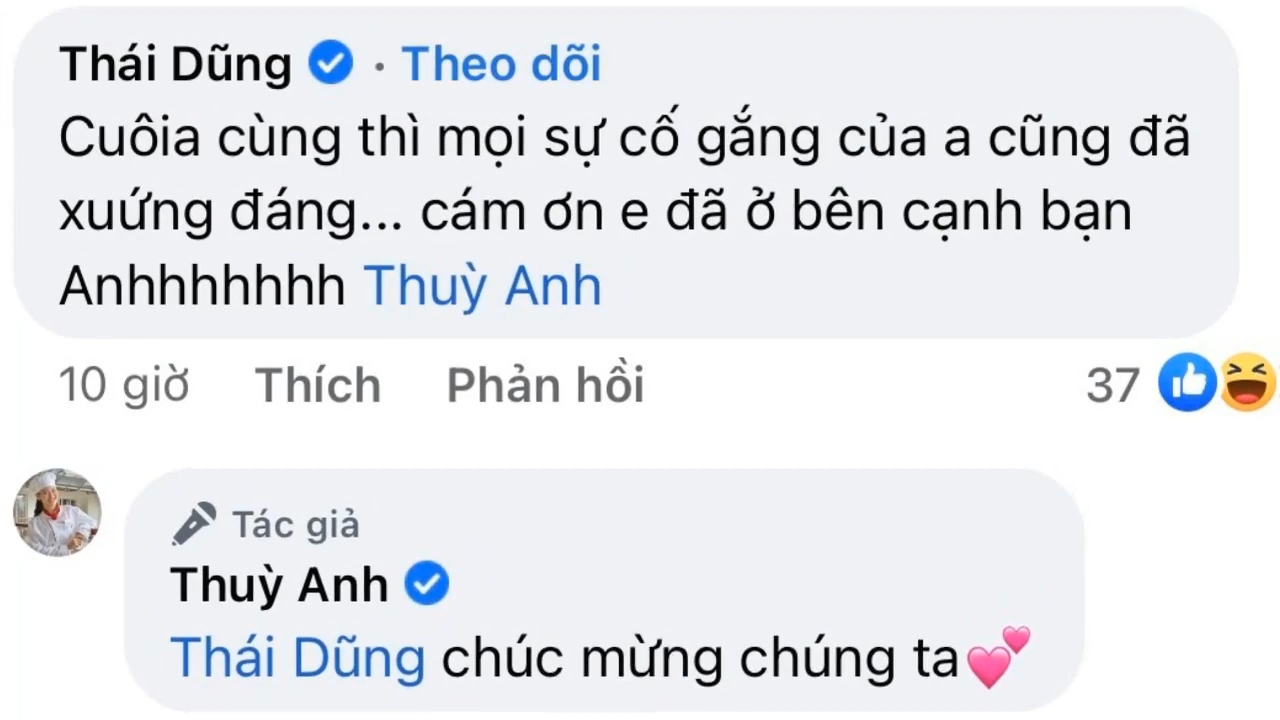 Thái Dũng · Theo dõi
Cuôia cùng thì mọi sự cố gắng của a cũng đã
xuứng đáng... cám ơn e đã ở bên cạnh bạn
Anhhhhhhh Thuỳ Anh
10 giờ Thích Phản hồi 37
Tác giả
Thuỳ Anh
Thái Dũng chúc mừng chúng ta💕